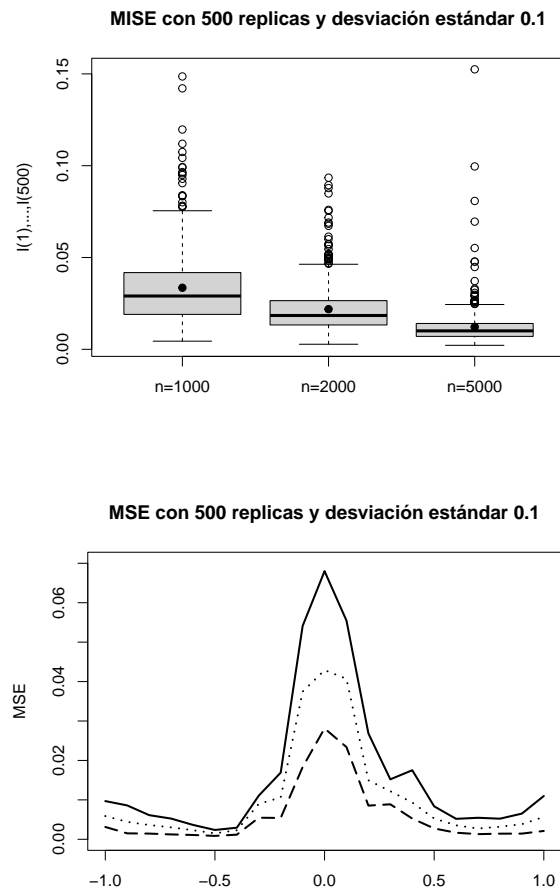 MISE con 500 replicas y desviación estándar 0.1
0.15
0.10
0.05
0.00
I(1),...,I(500)
n=1000 n=2000 n=5000
MSE con 500 replicas y desviación estándar 0.1
0.06
0.04
0.02
0.00
MSE
−1.0 −0.5 0.0 0.5 1.0